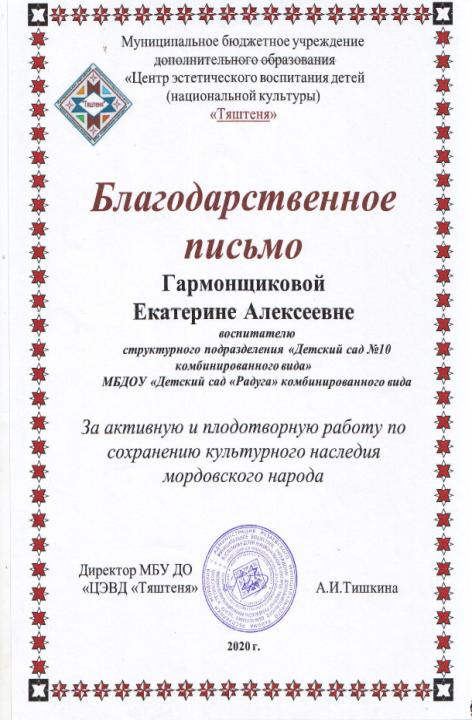 Муниципальное бюджетное учреждение
дополнительного образования
«Центр эстетического воспитания детей
(национальной культуры)
«Тяштеня»
Тяштеня
Благодарственное
письмо
Гармонщиковой
Екатерине Алексеевне
воспитателю
структурного подразделения «Детский сад №10
комбинированного вида»
МБДОУ «Детский сад «Радуга» комбинированного вида
За активную и плодотворную работу по
сохранению культурного наследия
мордовского народа
Директор МБУ ДО
«ЦЭВД «Тяштеня» А.И.Тишкина
2020 г.